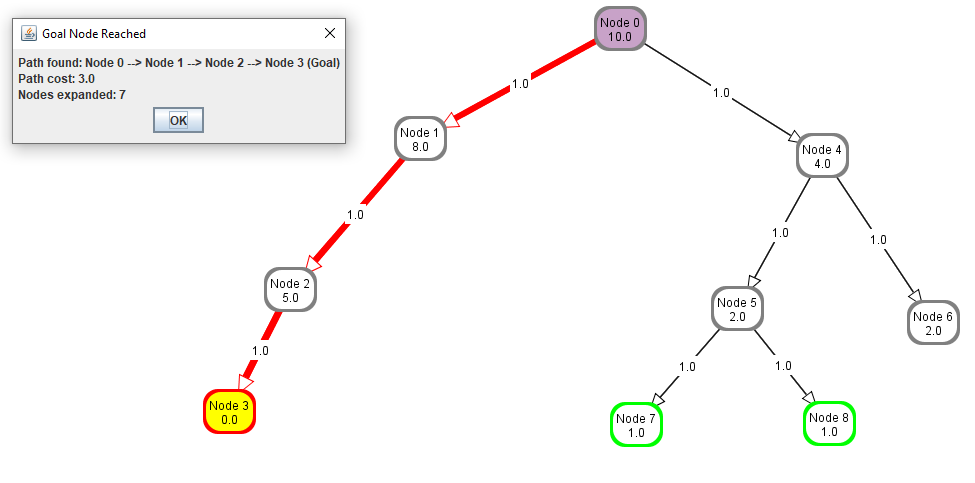 Goal Node Reached
Path found: Node 0 --> Node 1 --> Node 2 --> Node 3 (Goal)
Path cost: 3.0
Nodes expanded: 7
OK
Node 0
10.0
1.0
1.0
Node 1
8.0
Node 4
4.0
1.0
1.0
1.0
Node 2
5.0
Node 5
2.0
Node 6
2.0
1.0
1.0
1.0
Node 3
0.0
Node 7
1.0
Node 8
1.0